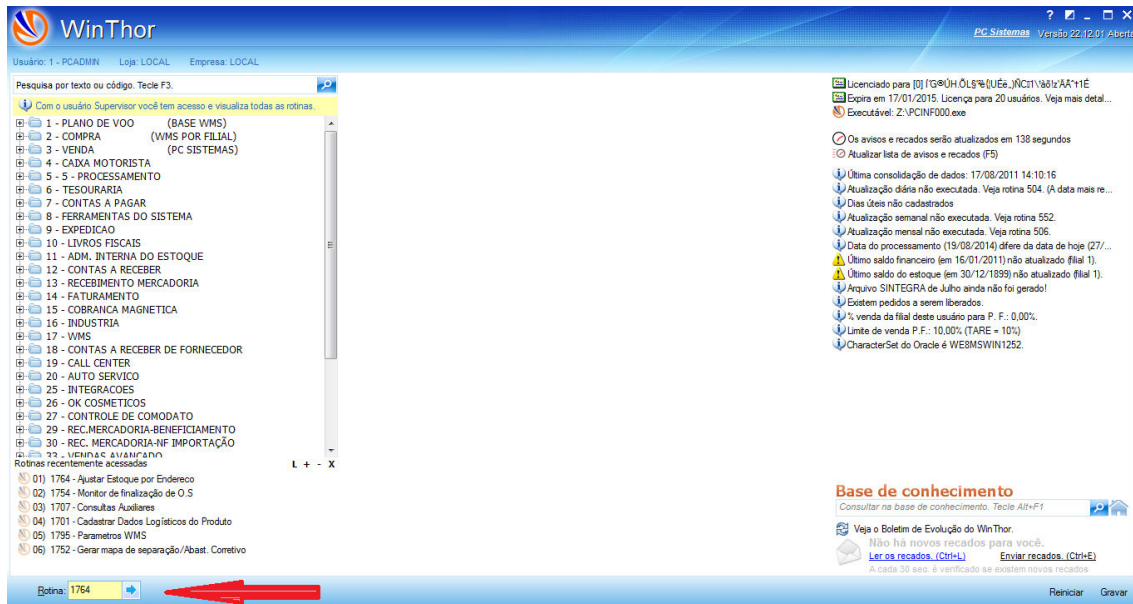 WinThor
PC Sistemas Versão 22.12.01 Aberta
Usuário: 1 - PCADMIN Loja: LOCAL Empresa: LOCAL
Pesquisa por texto ou código. Tecle F3.
Com o usuário Supervisor você tem acesso e visualiza todas as rotinas.
1 - PLANO DE VOO (BASE WMS)
2 - COMPRA (WMS POR FILIAL)
3 - VENDA (PC SISTEMAS)
4 - CAIXA MOTORISTA
5 - 5 - PROCESSAMENTO
6 - TESOURARIA
7 - CONTAS A PAGAR
8 - FERRAMENTAS DO SISTEMA
9 - EXPEDICAO
10 - LIVROS FISCAIS
11 - ADM. INTERNA DO ESTOQUE
12 - CONTAS A RECEBER
13 - RECEBIMENTO MERCADORIA
14 - FATURAMENTO
15 - COBRANCA MAGNETICA
16 - INDUSTRIA
17 - WMS
18 - CONTAS A RECEBER DE FORNECEDOR
19 - CALL CENTER
20 - AUTO SERVICO
25 - INTEGRACOES
26 - OK COSMETICOS
27 - CONTROLE DE COMODATO
29 - REC.MERCADORIA-BENEFICIAMENTO
30 - REC. MERCADORIA-NF IMPORTAÇÃO
33 - VENDAS AVANCADO
Rotinas recentemente acessadas L + - X
01) 1764 - Ajustar Estoque por Endereco
02) 1754 - Monitor de finalização de O.S
03) 1707 - Consultas Auxiliares
04) 1701 - Cadastrar Dados Logísticos do Produto
05) 1795 - Parametros WMS
06) 1752 - Gerar mapa de separação/Abast. Corretivo
Rotina: 1764
Licenciado para [0]
Expira em 17/01/2015. Licença para 20 usuários. Veja mais detal...
Executável: Z:\PCINF000.exe
Os avisos e recados serão atualizados em 138 segundos
Atualizar lista de avisos e recados (F5)
Última consolidação de dados: 17/08/2011 14:10:16
Atualização diária não executada. Veja rotina 504. (A data mais re...
Dias úteis não cadastrados
Atualização semanal não executada. Veja rotina 552.
Atualização mensal não executada. Veja rotina 506.
Data do processamento (19/08/2014) difere da data de hoje (27/...
Último saldo financeiro (em 16/01/2011) não atualizado (filial 1).
Último saldo do estoque (em 30/12/1899) não atualizado (filial 1).
Arquivo SINTEGRA de Julho ainda não foi gerado!
Existem pedidos a serem liberados.
% venda da filial deste usuário para P. F.: 0,00%.
Limite de venda P.F.: 10,00% (TARE = 10%)
CharacterSet do Oracle é WE8MSWIN1252.
Base de conhecimento
Consultar na base de conhecimento. Tecle Alt+F1
Veja o Boletim de Evolução do WinThor.
Não há novos recados para você.
Ler os recados. (Ctrl+L) Enviar recados. (Ctrl+E)
A cada 30 seg. é verificado se existem novos recados
Reiniciar Gravar